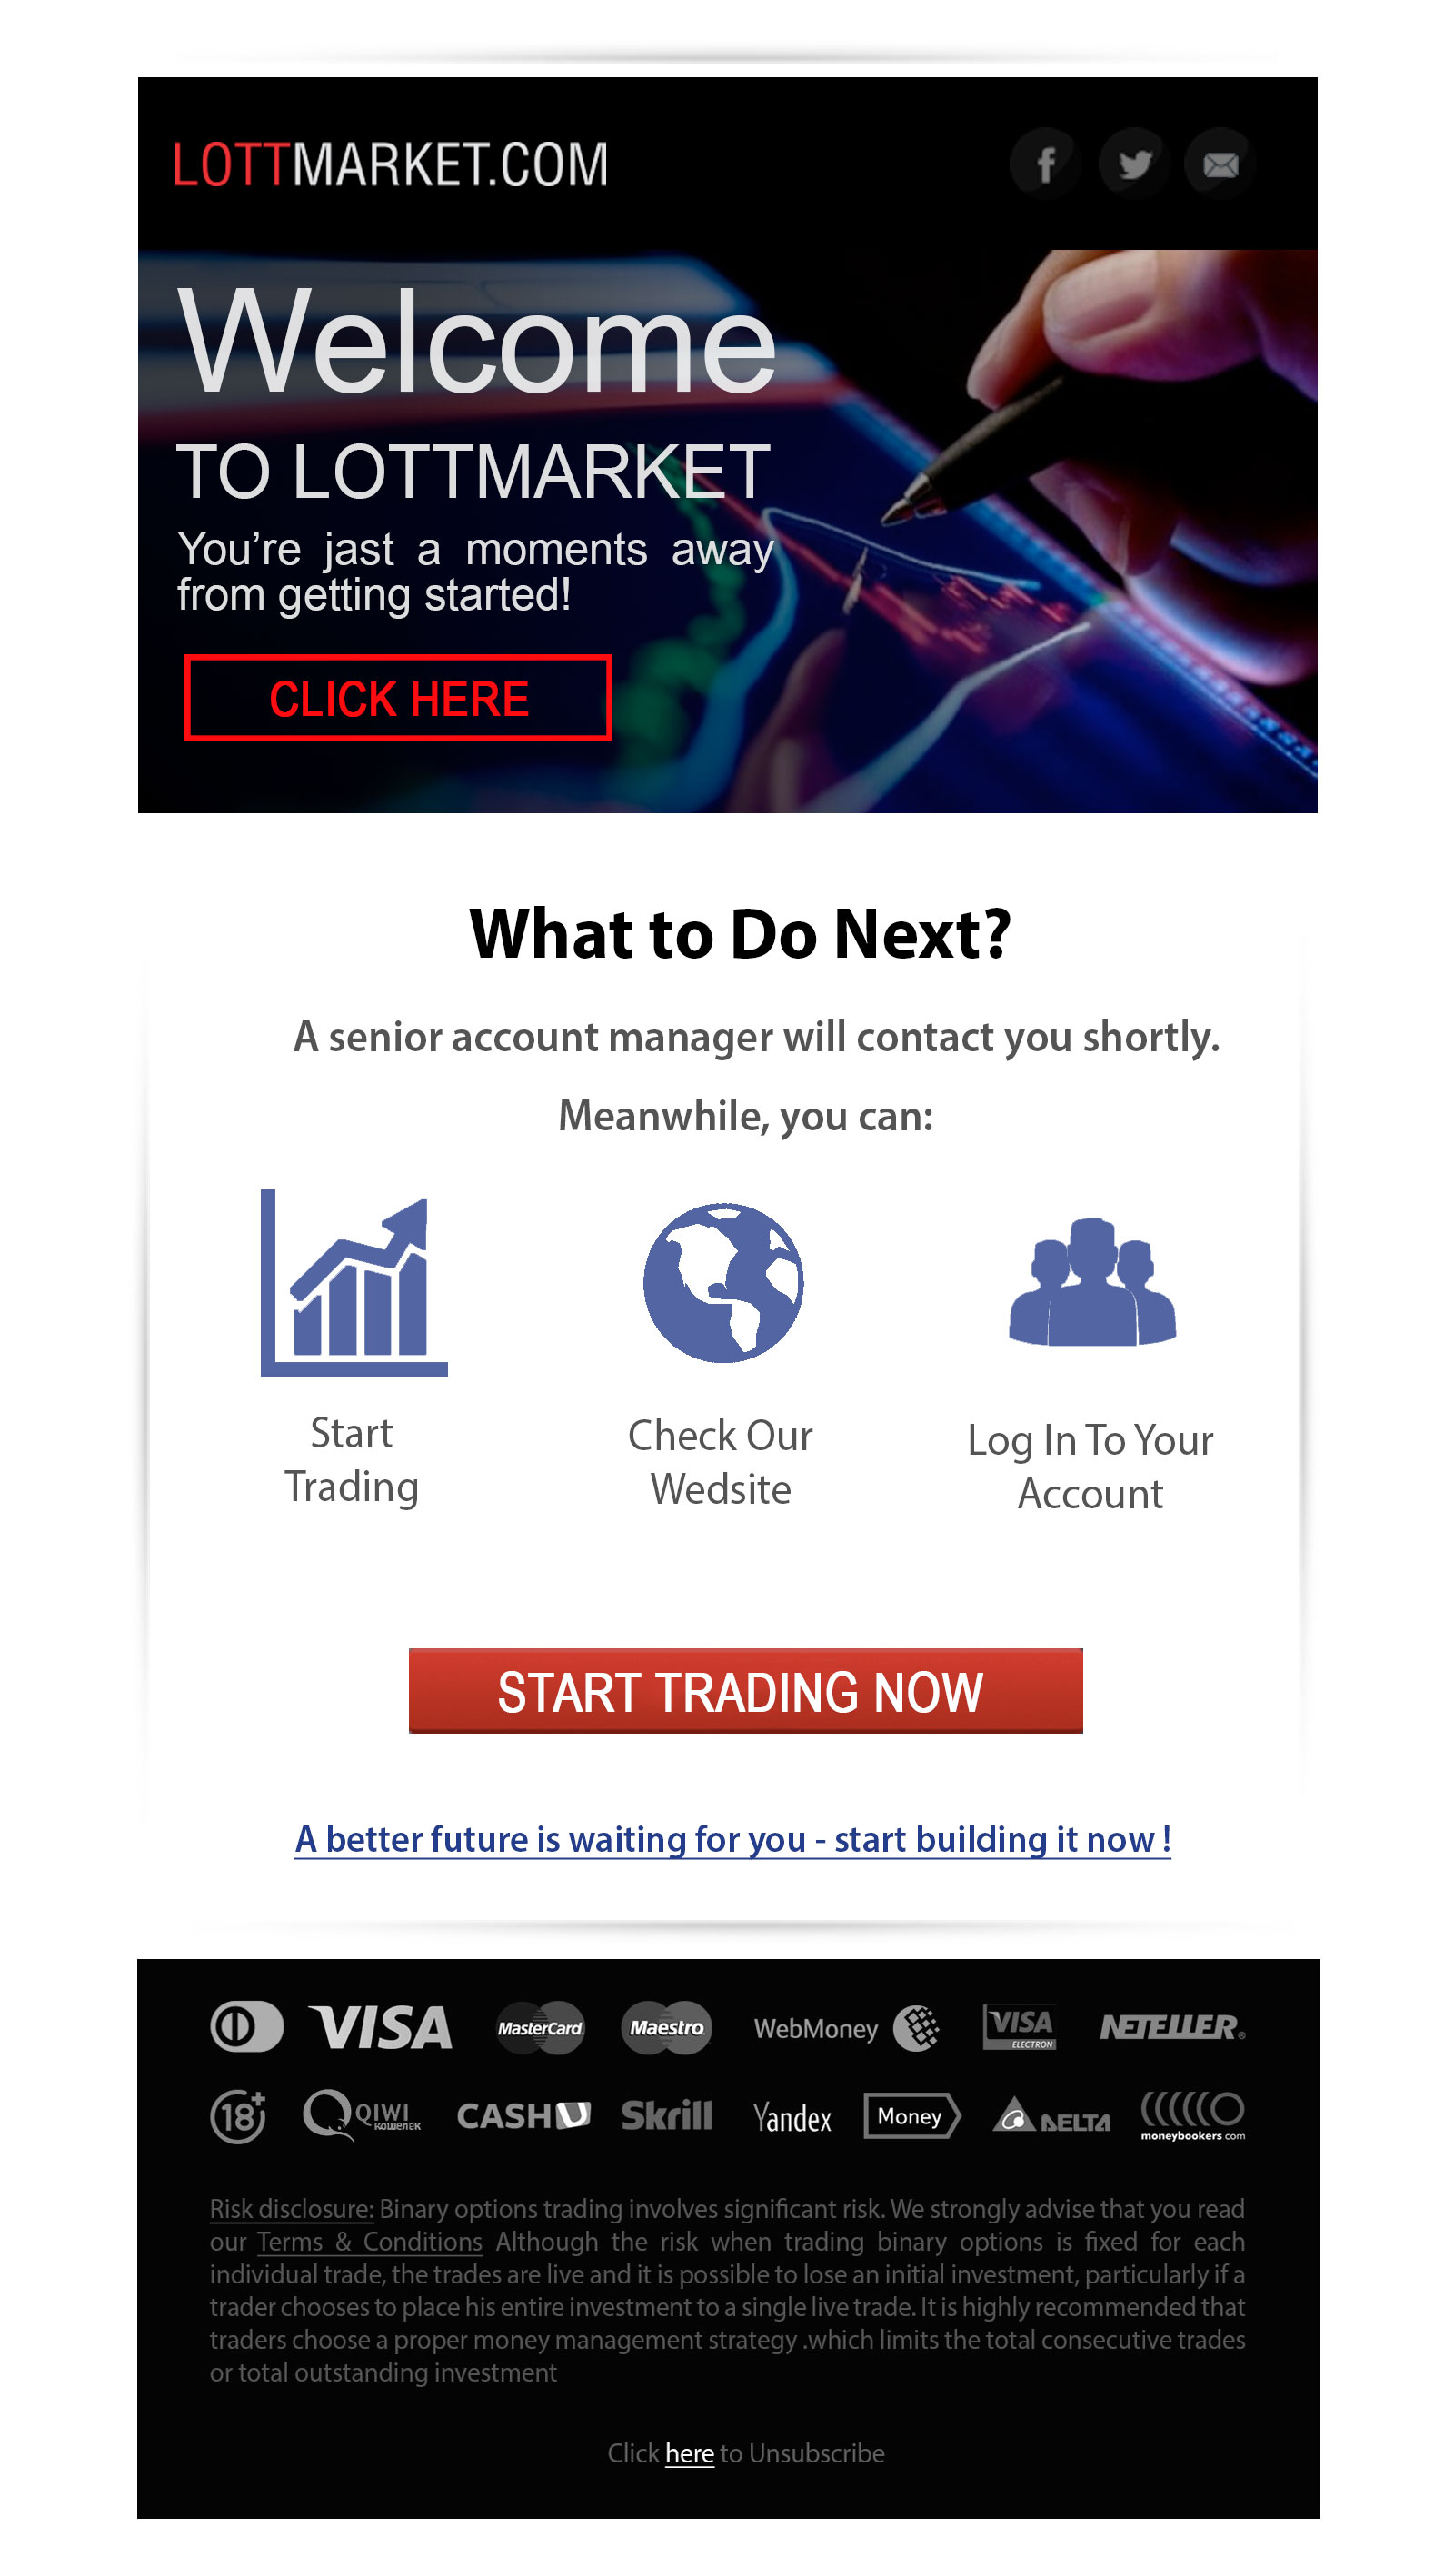 LOTTMARKET.COM
Welcome
TO LOTTMARKET
You're jast a moments away
from getting started!
CLICK HERE
What to Do Next?
A senior account manager will contact you shortly.
Meanwhile, you can:
Start
Trading
Check Our
Wedsite
Log In To Your
Account
START TRADING NOW
A better future is waiting for you - start building it now !
VISA MasterCard Maestro WebMoney VISA ELECTRON NETELLER
18+ QIWI КОШЕЛЕК CASHU Skrill Yandex Money DELTA moneybookers.com
Risk disclosure: Binary options trading involves significant risk. We strongly advise that you read
our Terms & Conditions Although the risk when trading binary options is fixed for each
individual trade, the trades are live and it is possible to lose an initial investment, particularly if a
trader chooses to place his entire investment to a single live trade. It is highly recommended that
traders choose a proper money management strategy .which limits the total consecutive trades
or total outstanding investment
Click here to Unsubscribe